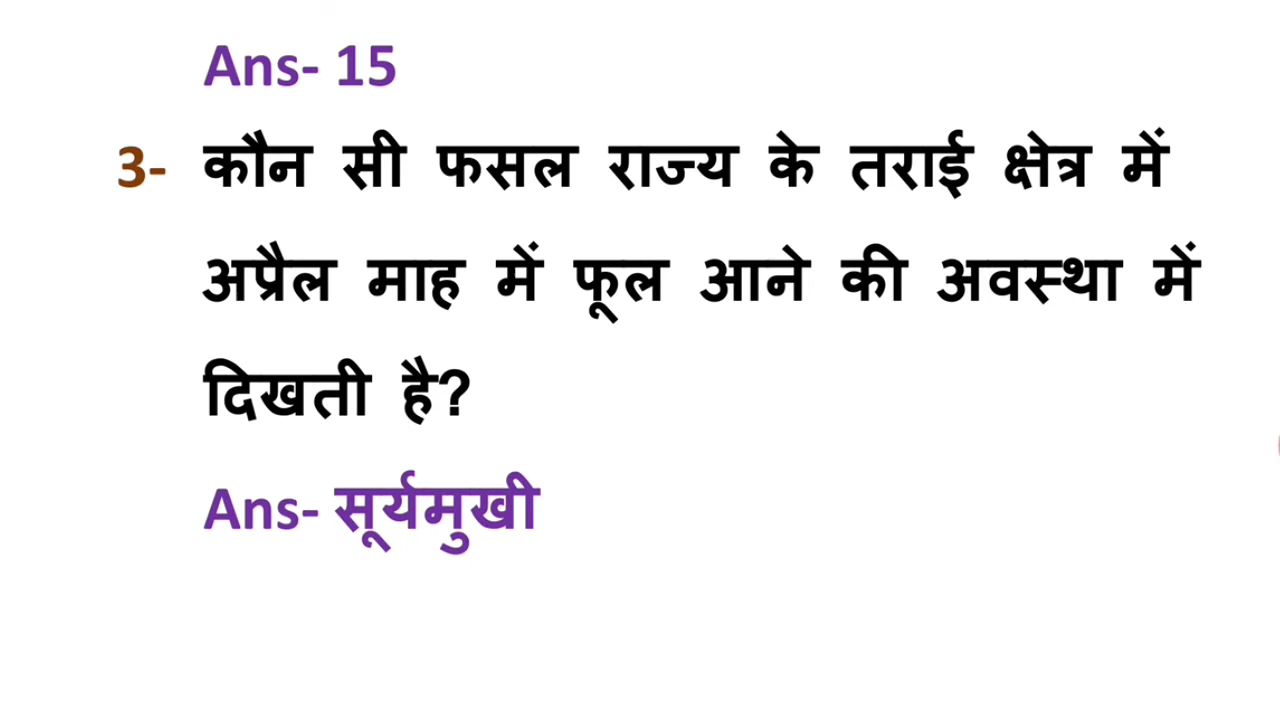 Ans- 15
3- कौन सी फसल राज्य के तराई क्षेत्र में
अप्रैल माह में फूल आने की अवस्था में
दिखती है?
Ans- सूर्यमुखी